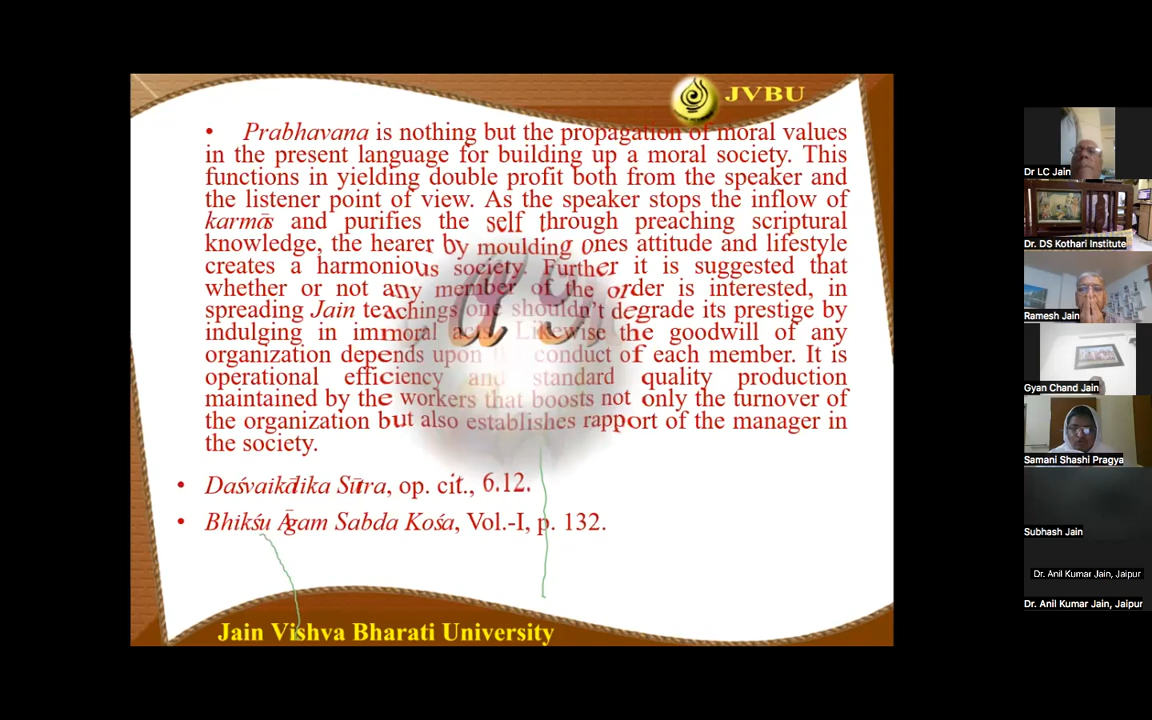 JVBU
• Prabhavana is nothing but the propagation of moral values
in the present language for building up a moral society. This
functions in yielding double profit both from the speaker and
the listener point of view. As the speaker stops the inflow of
karmās and purifies the self through preaching scriptural
knowledge, the hearer by moulding ones attitude and lifestyle
creates a harmonious society. Further it is suggested that
whether or not any member of the order is interested, in
spreading Jain teachings one shouldn't degrade its prestige by
indulging in immoral acts. Likewise the goodwill of any
organization depends upon the conduct of each member. It is
operational efficiency and standard quality production
maintained by the workers that boosts not only the turnover of
the organization but also establishes rapport of the manager in
the society.
• Daśvaikālika Sūtra, op. cit., 6.12.
• Bhikśu Āgam Sabda Kośa, Vol.-I, p. 132.
Jain Vishva Bharati University
Dr LC Jain
Dr. DS Kothari Institute
Ramesh Jain
Gyan Chand Jain
Samani Shashi Pragya
Subhash Jain
Dr. Anil Kumar Jain, Jaipur
Dr. Anil Kumar Jain, Jaipur